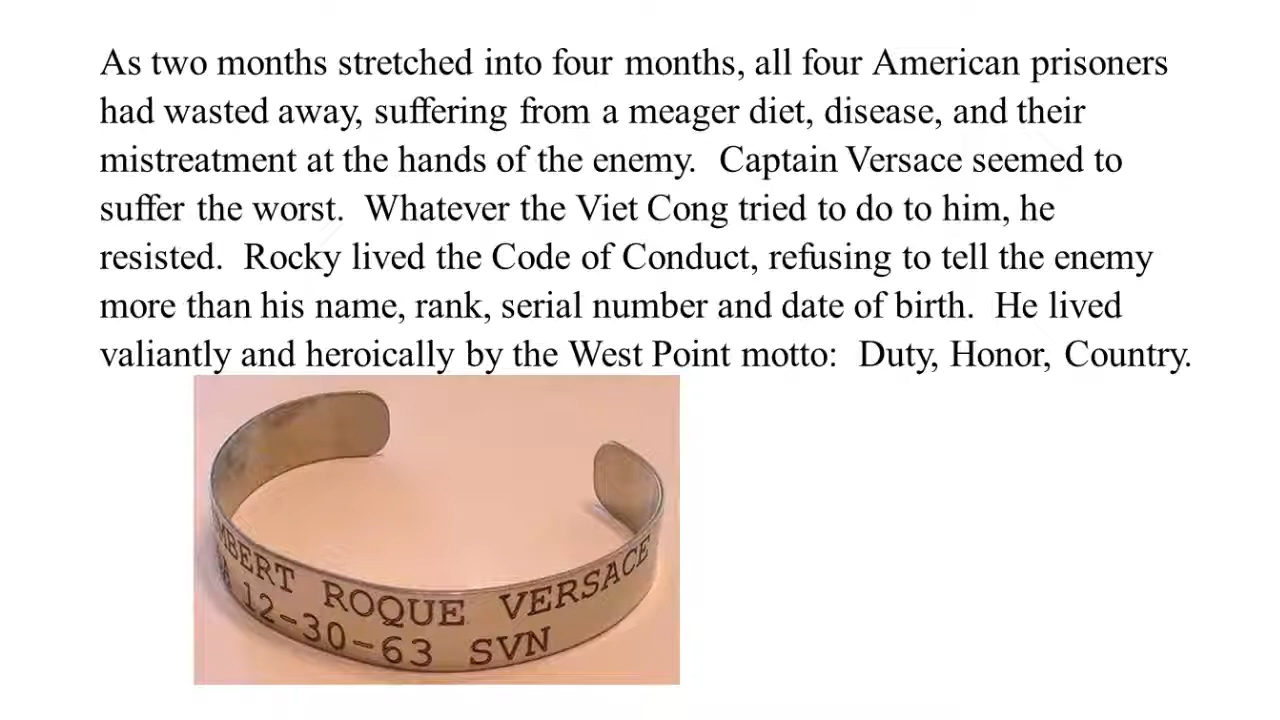 As two months stretched into four months, all four American prisoners
had wasted away, suffering from a meager diet, disease, and their
mistreatment at the hands of the enemy.  Captain Versace seemed to
suffer the worst.  Whatever the Viet Cong tried to do to him, he
resisted.  Rocky lived the Code of Conduct, refusing to tell the enemy
more than his name, rank, serial number and date of birth.  He lived
valiantly and heroically by the West Point motto:  Duty, Honor, Country.
MBERT ROQUE VERSACE
12-30-63 SVN